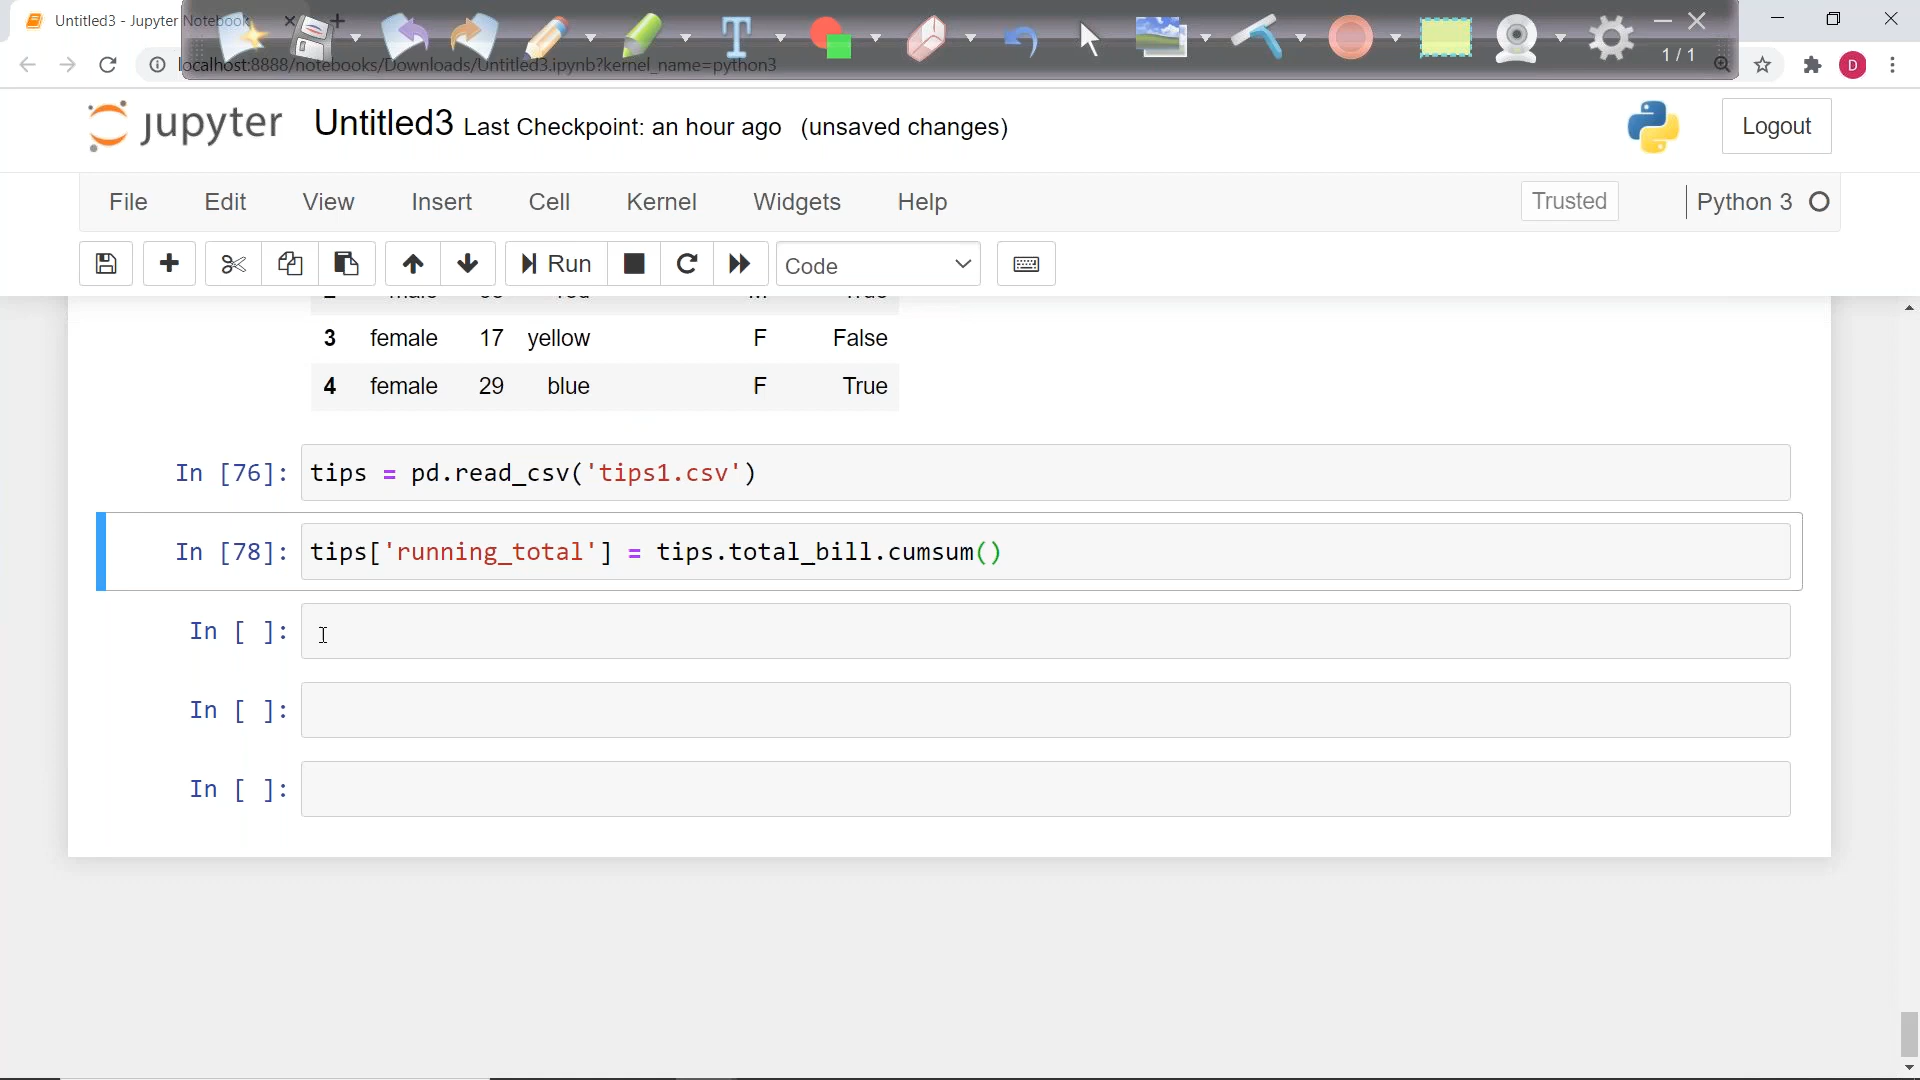 Untitled3 - Jupyter Notebook
localhost:8888/notebooks/Downloads/Untitled3.ipynb?kernel_name=python3
1 / 1
D
jupyter Untitled3 Last Checkpoint: an hour ago (unsaved changes)
Logout
File Edit View Insert Cell Kernel Widgets Help
Trusted Python 3
Run Code
3 female 17 yellow F False
4 female 29 blue F True
In [76]: tips = pd.read_csv('tips1.csv')
In [78]: tips['running_total'] = tips.total_bill.cumsum()
In [ ]:
In [ ]:
In [ ]: